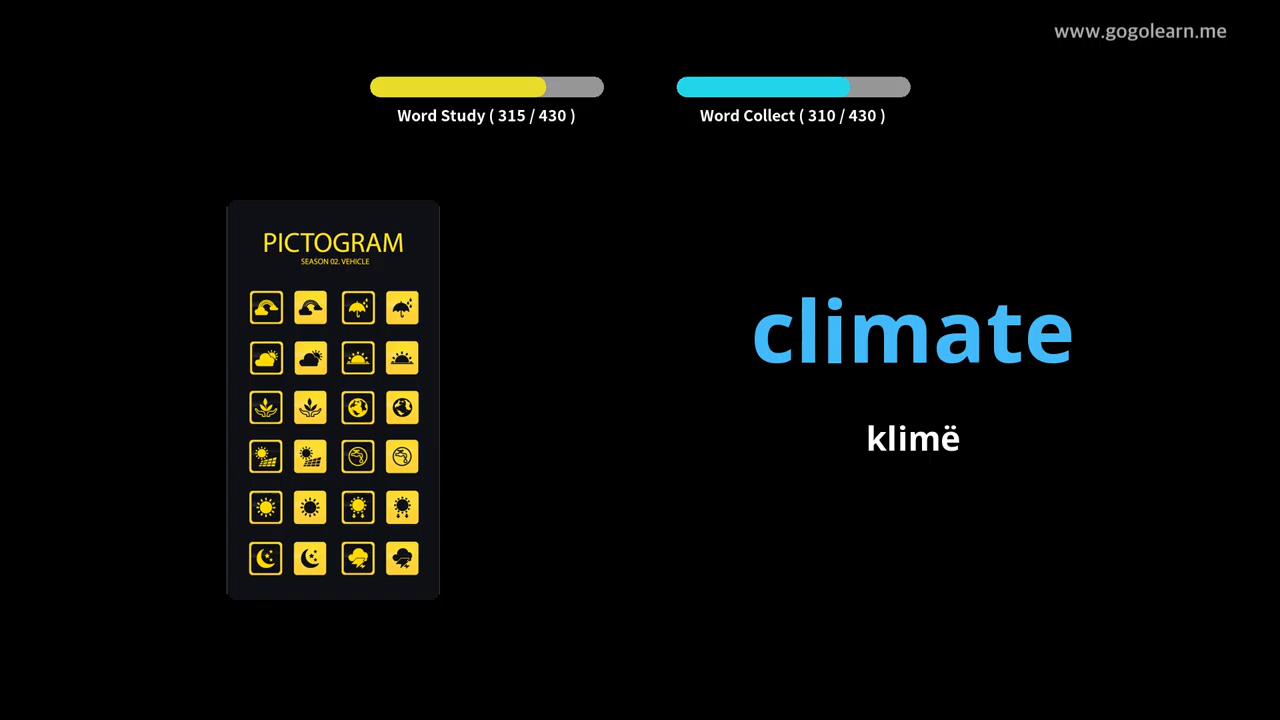 www.gogolearn.me
Word Study ( 315 / 430 )
Word Collect ( 310 / 430 )
PICTOGRAM
SEASON 02. VEHICLE
climate
klimë